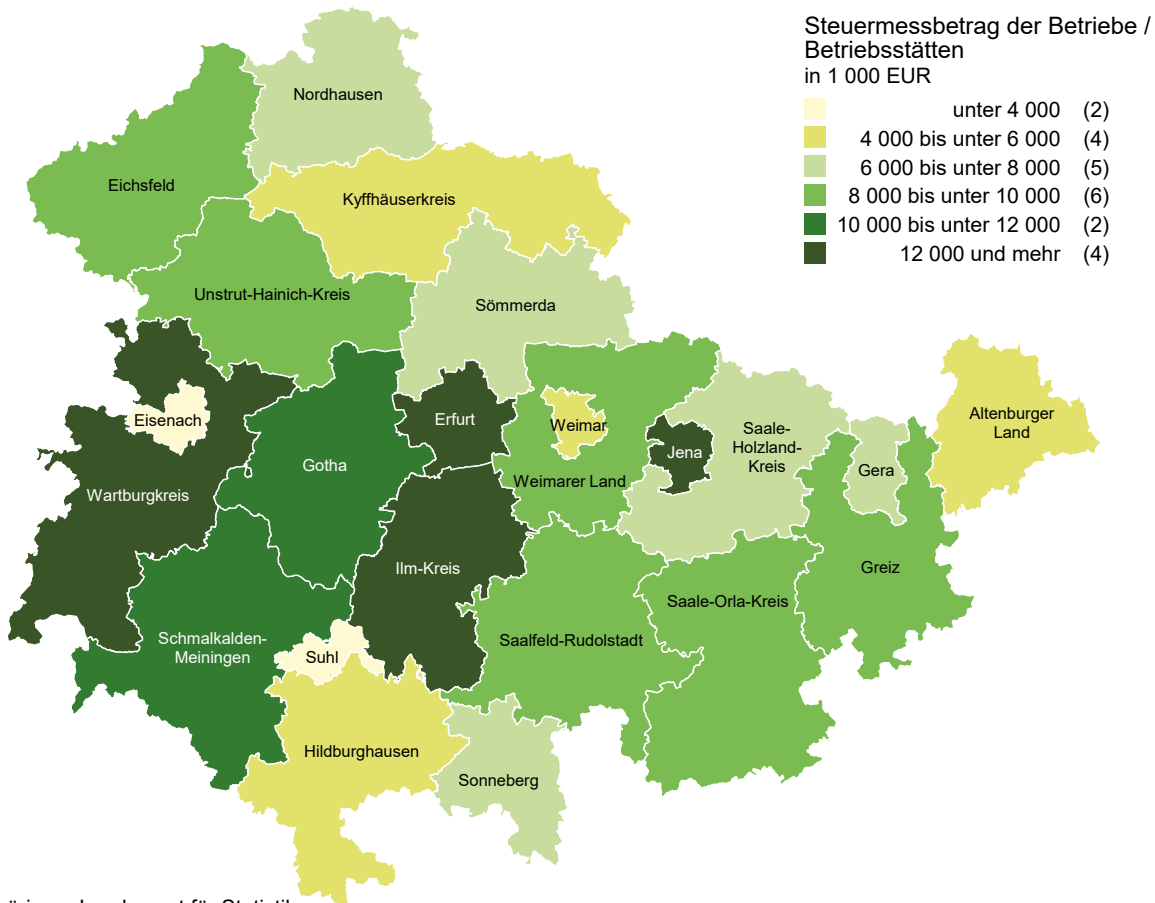 Steuermessbetrag der Betriebe /
Betriebsstätten
in 1 000 EUR
unter 4 000 (2)
4 000 bis unter 6 000 (4)
6 000 bis unter 8 000 (5)
8 000 bis unter 10 000 (6)
10 000 bis unter 12 000 (2)
12 000 und mehr (4)
Nordhausen
Eichsfeld
Kyffhäuserkreis
Unstrut-Hainich-Kreis
Sömmerda
Eisenach
Erfurt
Weimar
Altenburger
Land
Saale-
Holzland-
Kreis
Jena
Gotha
Gera
Weimarer Land
Wartburgkreis
Ilm-Kreis
Greiz
Saale-Orla-Kreis
Schmalkalden-
Meiningen
Saalfeld-Rudolstadt
Suhl
Hildburghausen
Sonneberg
für Statistik